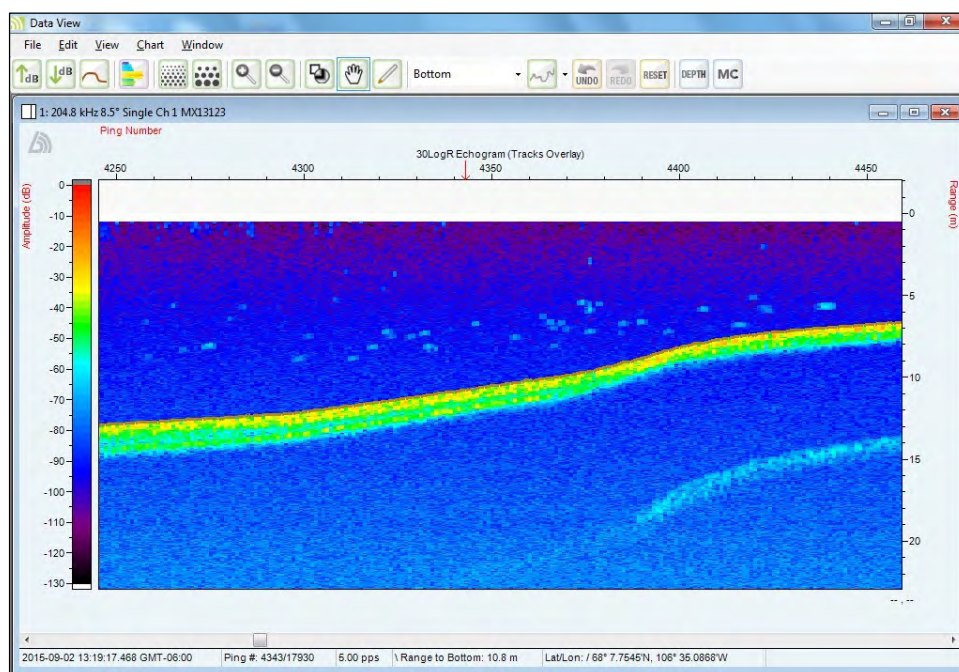 Data View
File Edit View Chart Window
dB dB Bottom UNDO REDO RESET DEPTH MC
1: 204.8 kHz 8.5° Single Ch 1 MX13123
Ping Number
30LogR Echogram (Tracks Overlay)
4250 4300 4350 4400 4450
Amplitude (dB)
0
-10
-20
-30
-40
-50
-60
-70
-80
-90
-100
-110
-120
-130
Range (m)
0
5
10
15
20
-- , --
2015-09-02 13:19:17.468 GMT-06:00 Ping #: 4343/17930 5.00 pps \ Range to Bottom: 10.8 m Lat/Lon: / 68° 7.7545'N, 106° 35.0868'W